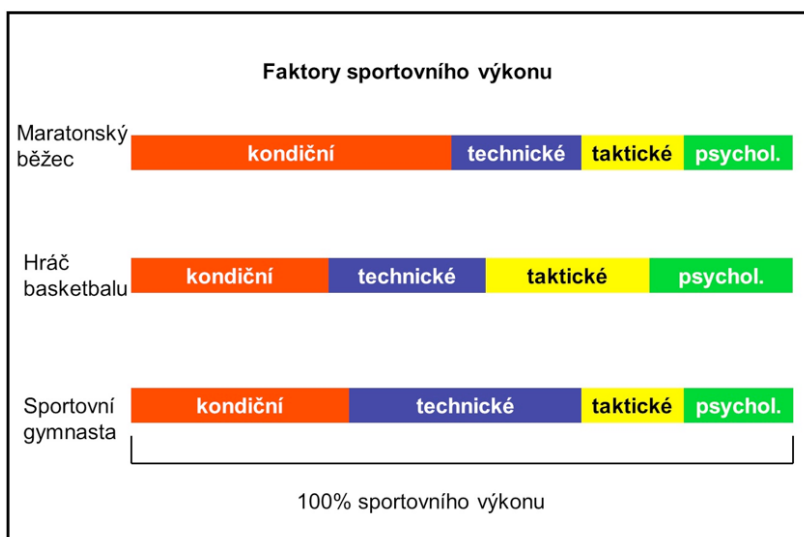 Faktory sportovního výkonu
Maratonský
běžec
kondiční technické taktické psychol.
Hráč
basketbalu
kondiční technické taktické psychol.
Sportovní
gymnasta
kondiční technické taktické psychol.
100% sportovního výkonu